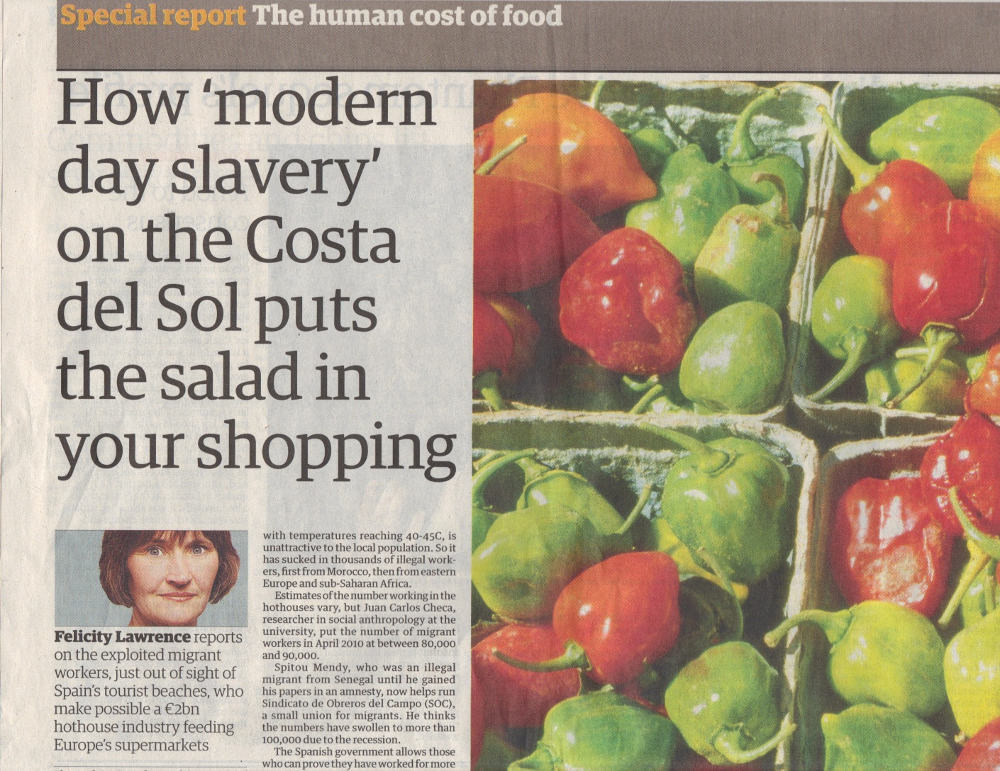 Special report The human cost of food
How ‘modern
day slavery’
on the Costa
del Sol puts
the salad in
your shopping
Felicity Lawrence reports
on the exploited migrant
workers, just out of sight of
Spain’s tourist beaches, who
make possible a €2bn
hothouse industry feeding
Europe’s supermarkets
with temperatures reaching 40-45C, is
unattractive to the local population. So it
has sucked in thousands of illegal work-
ers, first from Morocco, then from eastern
Europe and sub-Saharan Africa.
Estimates of the number working in the
hothouses vary, but Juan Carlos Checa,
researcher in social anthropology at the
university, put the number of migrant
workers in April 2010 at between 80,000
and 90,000.
Spitou Mendy, who was an illegal
migrant from Senegal until he gained
his papers in an amnesty, now helps run
Sindicato de Obreros del Campo (SOC),
a small union for migrants. He thinks
the numbers have swollen to more than
100,000 due to the recession.
The Spanish government allows those
who can prove they have worked for more